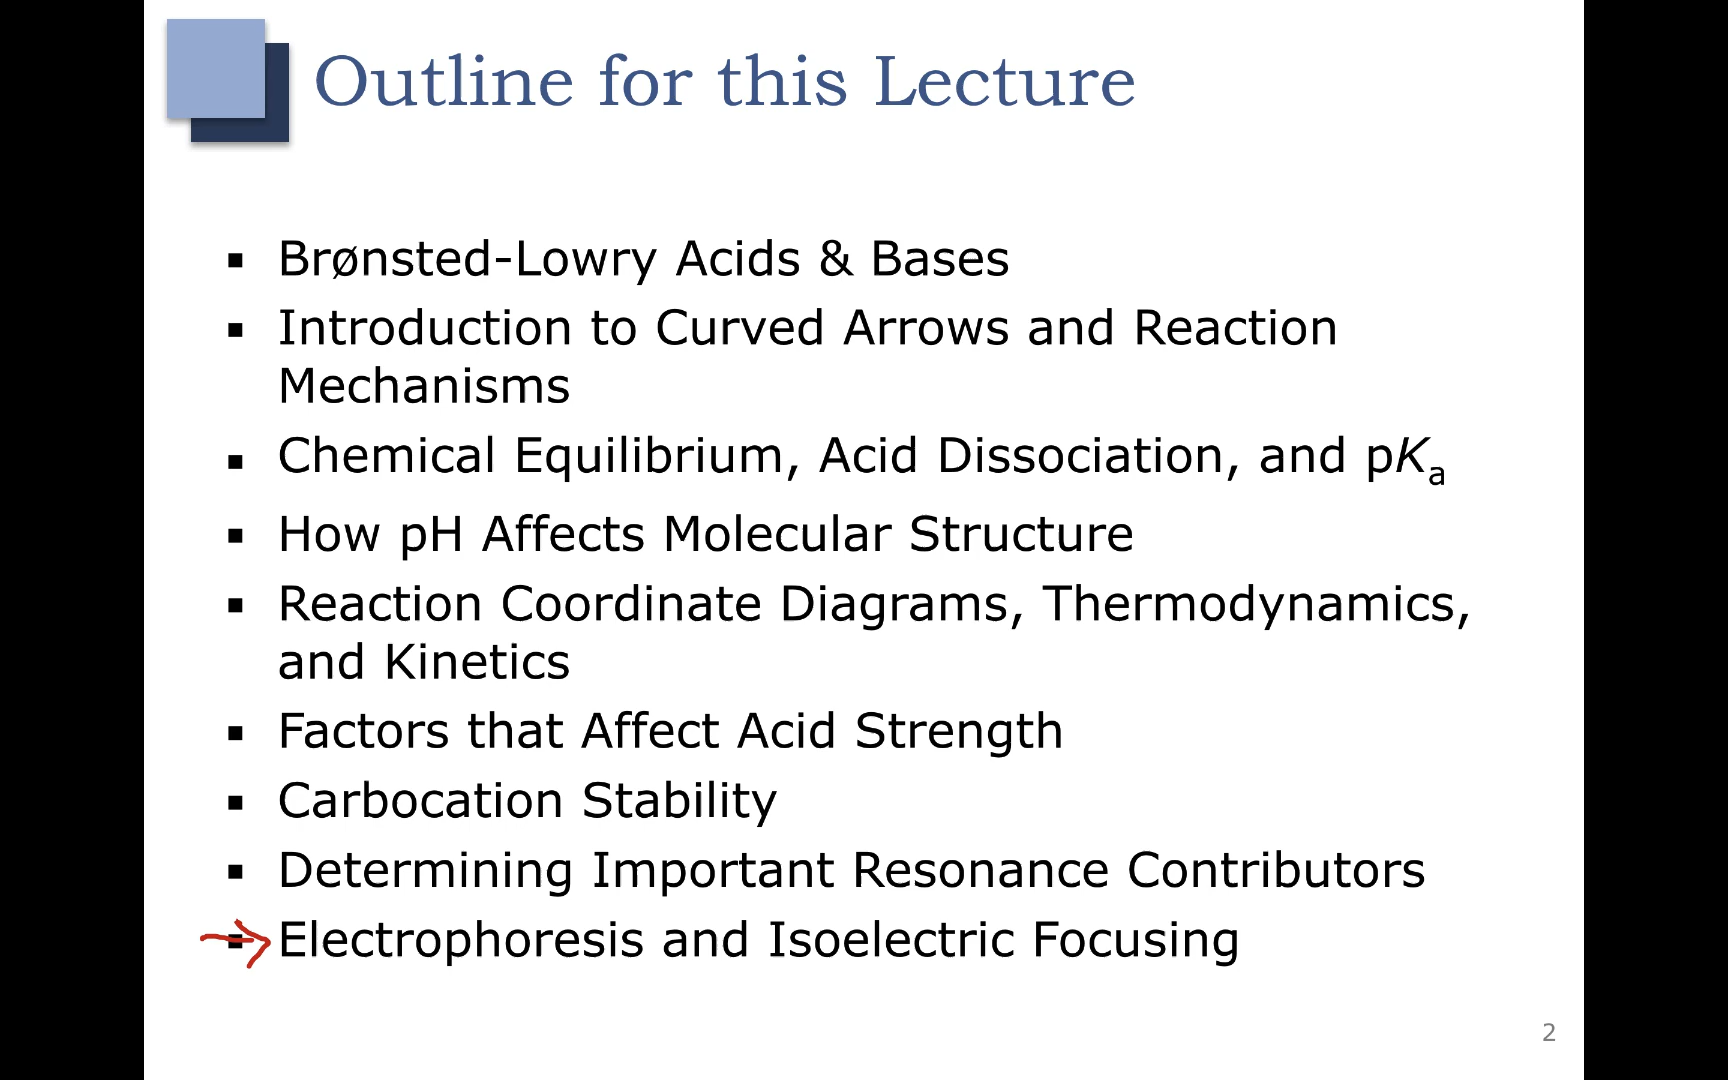 Outline for this Lecture
▪ Brønsted-Lowry Acids & Bases
▪ Introduction to Curved Arrows and Reaction
Mechanisms
▪ Chemical Equilibrium, Acid Dissociation, and pKa
▪ How pH Affects Molecular Structure
▪ Reaction Coordinate Diagrams, Thermodynamics,
and Kinetics
▪ Factors that Affect Acid Strength
▪ Carbocation Stability
▪ Determining Important Resonance Contributors
▪ Electrophoresis and Isoelectric Focusing
2